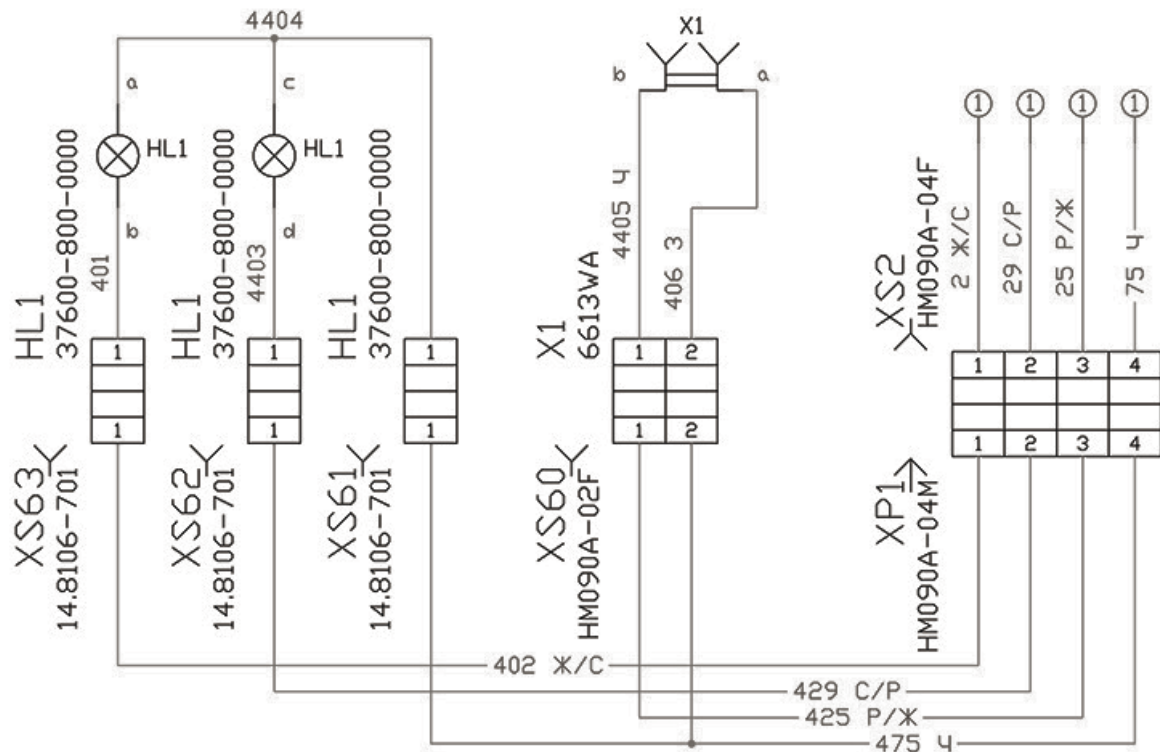 4404
X1
a
c
b
a
1
1
1
1
HL1
HL1
b
d
401
4403
4405 Ч
406 З
2 Ж/С
29 С/Р
25 Р/Ж
75 Ч
HL1
37600-800-0000
HL1
37600-800-0000
HL1
37600-800-0000
X1
6613WA
XS2
HM090A-04F
1
1
1
1 2
1 2 3 4
1
1
1
1 2
1 2 3 4
XS63
14.8106-701
XS62
14.8106-701
XS61
14.8106-701
XS60
HM090A-02F
XP1
HM090A-04M
402 Ж/С
429 С/Р
425 Р/Ж
475 Ч